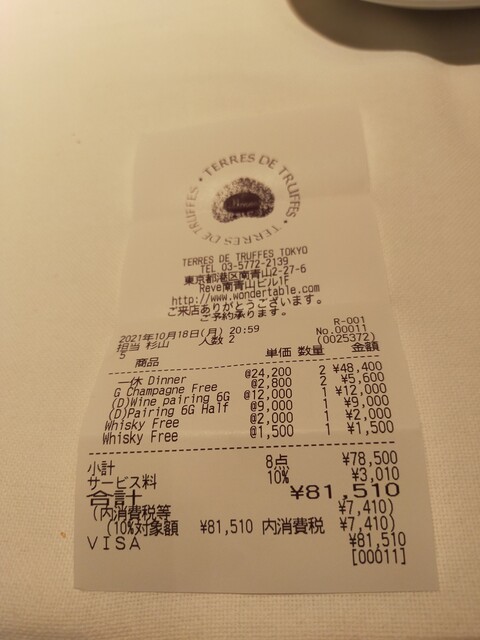 TERRES DE TRUFFES • TERRES DE TRUFFES •
TERRES DE TRUFFES TOKYO
TEL 03-5772-2139
東京都港区南青山2-27-6
Reve南青山ビル1F
http://www.wondertable.com
ご来店ありがとうございます。
ご予約承ります。
R-001
2021年10月18日(月) 20:59 No.00011
担当 杉山 人数 2 (0025372)
5
商品 単価 数量 金額
一休 Dinner @24,200 2 ¥48,400
G Champagne Free @2,800 2 ¥5,600
(D)Wine pairing 6G @12,000 1 ¥12,000
(D)Pairing 6G Half @9,000 1 ¥9,000
Whisky Free @2,000 1 ¥2,000
Whisky Free @1,500 1 ¥1,500
小計 8点 ¥78,500
サービス料 10% ¥3,010
合計 ¥81,510
(内消費税等 ¥7,410)
(10%対象額 ¥81,510 内消費税 ¥7,410)
VISA ¥81,510
[00011]